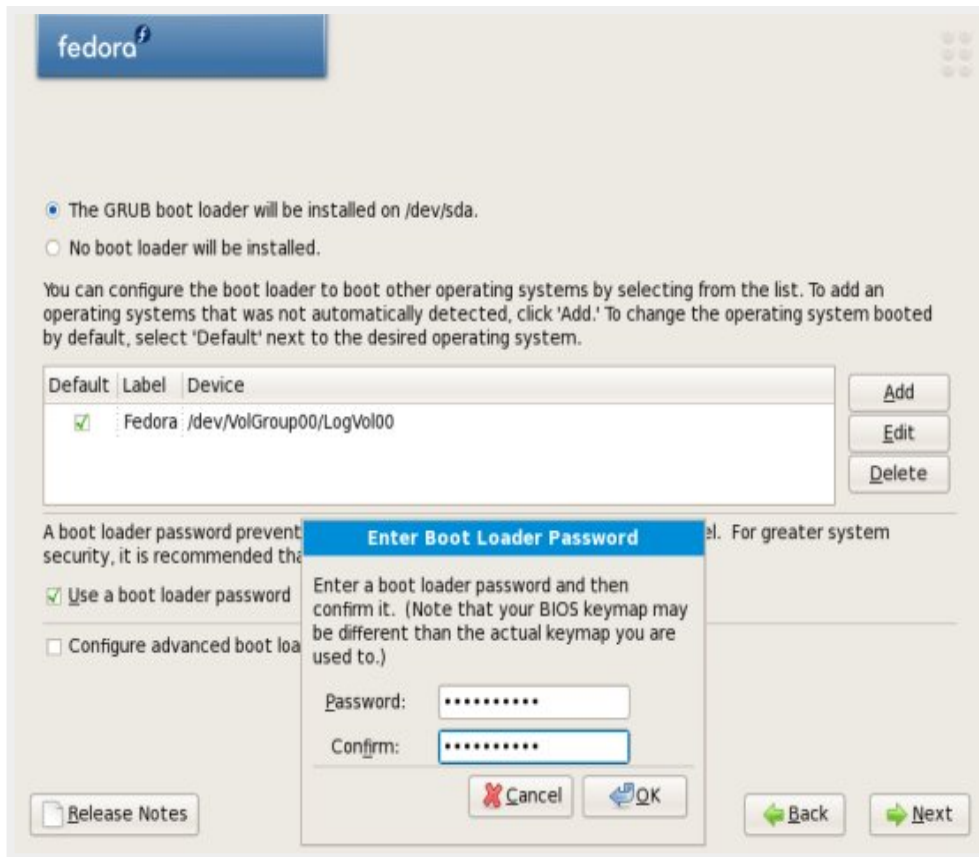 fedora
The GRUB boot loader will be installed on /dev/sda.
No boot loader will be installed.
You can configure the boot loader to boot other operating systems by selecting from the list. To add an
operating systems that was not automatically detected, click 'Add.' To change the operating system booted
by default, select 'Default' next to the desired operating system.
Default Label Device
Fedora /dev/VolGroup00/LogVol00
Add
Edit
Delete
A boot loader password prevent
el. For greater system
security, it is recommended tha
Use a boot loader password
Configure advanced boot loa
Enter Boot Loader Password
Enter a boot loader password and then
confirm it. (Note that your BIOS keymap may
be different than the actual keymap you are
used to.)
Password: ••••••••••
Confirm: ••••••••••
Cancel OK
Release Notes
Back
Next